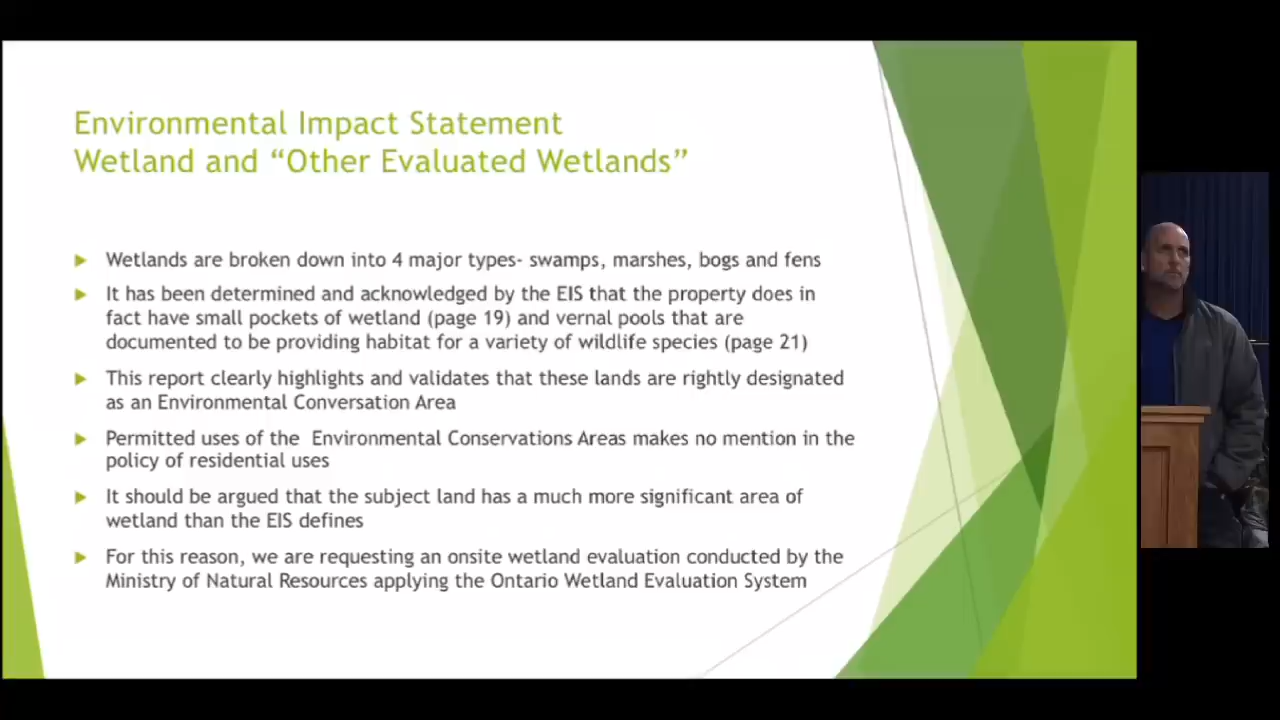 Environmental Impact Statement
Wetland and “Other Evaluated Wetlands”
Wetlands are broken down into 4 major types- swamps, marshes, bogs and fens
It has been determined and acknowledged by the EIS that the property does in
fact have small pockets of wetland (page 19) and vernal pools that are
documented to be providing habitat for a variety of wildlife species (page 21)
This report clearly highlights and validates that these lands are rightly designated
as an Environmental Conversation Area
Permitted uses of the Environmental Conservations Areas makes no mention in the
policy of residential uses
It should be argued that the subject land has a much more significant area of
wetland than the EIS defines
For this reason, we are requesting an onsite wetland evaluation conducted by the
Ministry of Natural Resources applying the Ontario Wetland Evaluation System